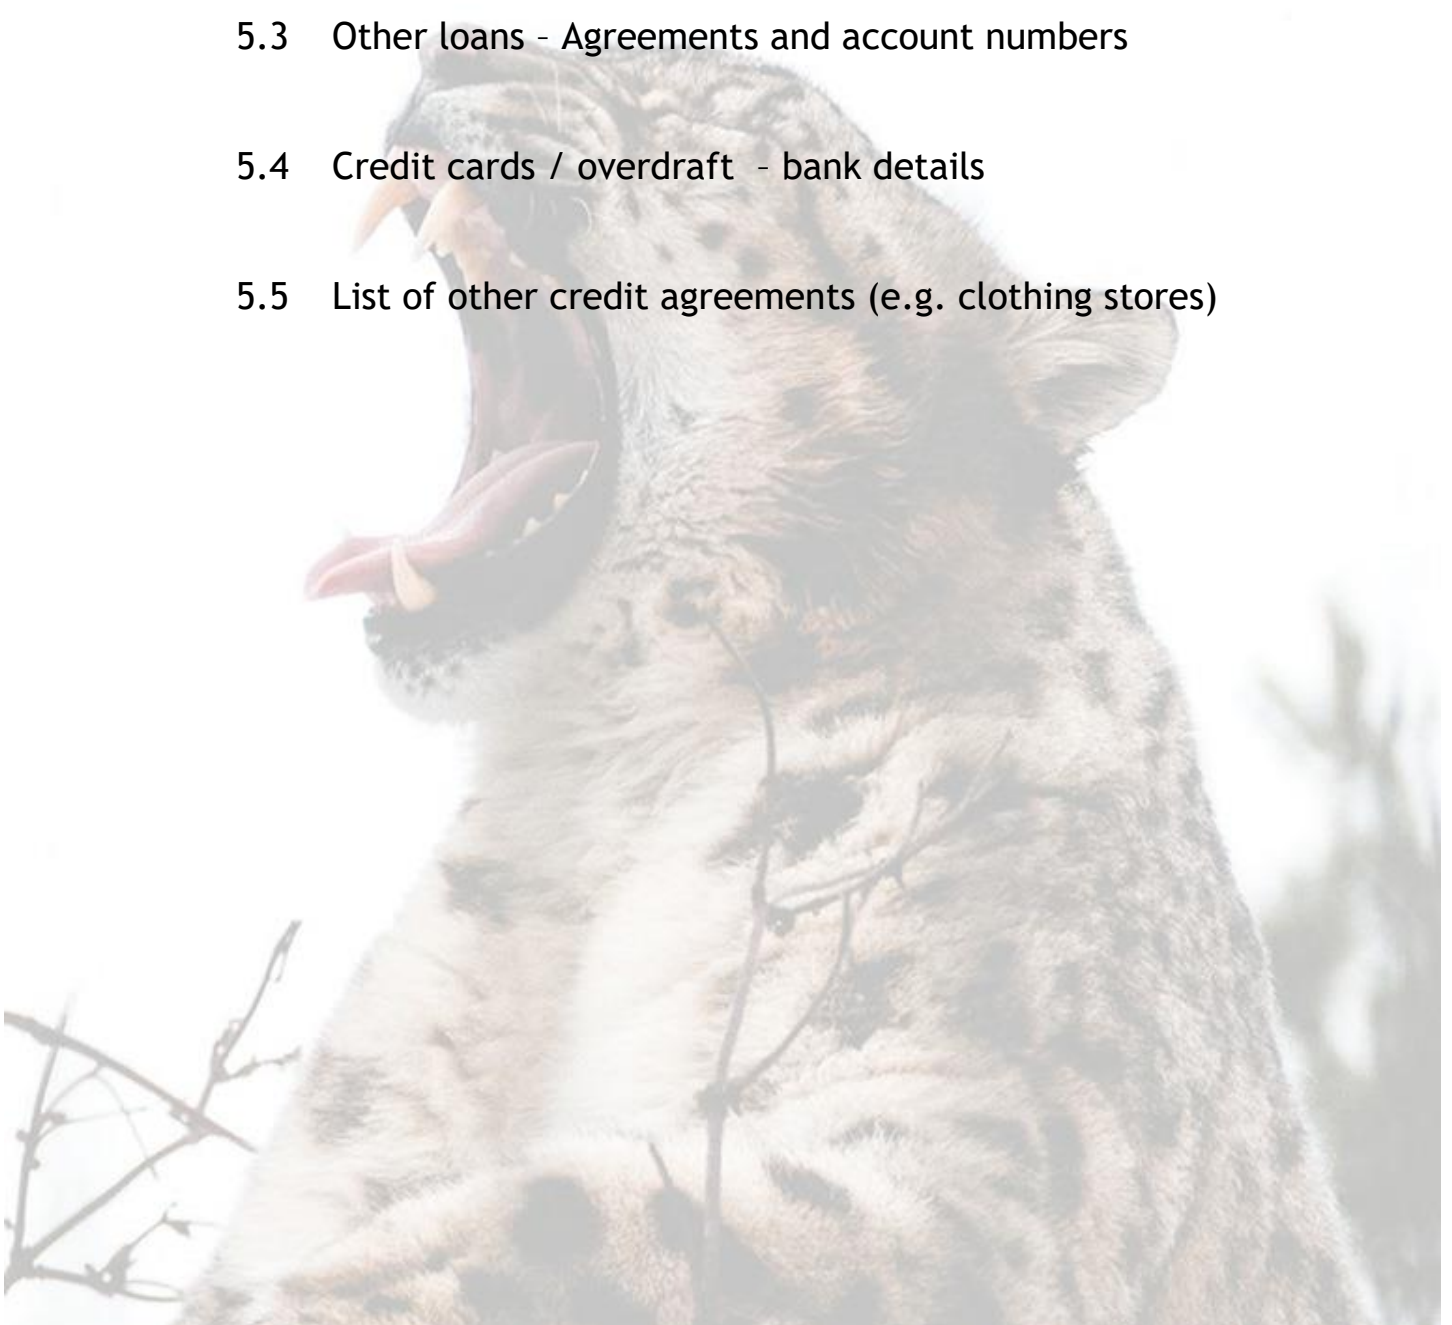 5.3 Other loans – Agreements and account numbers
5.4 Credit cards / overdraft – bank details
5.5 List of other credit agreements (e.g. clothing stores)